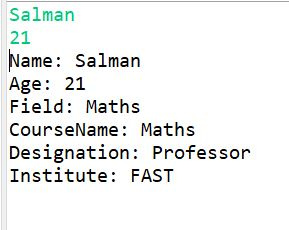 Salman
21
Name: Salman
Age: 21
Field: Maths
CourseName: Maths
Designation: Professor
Institute: FAST